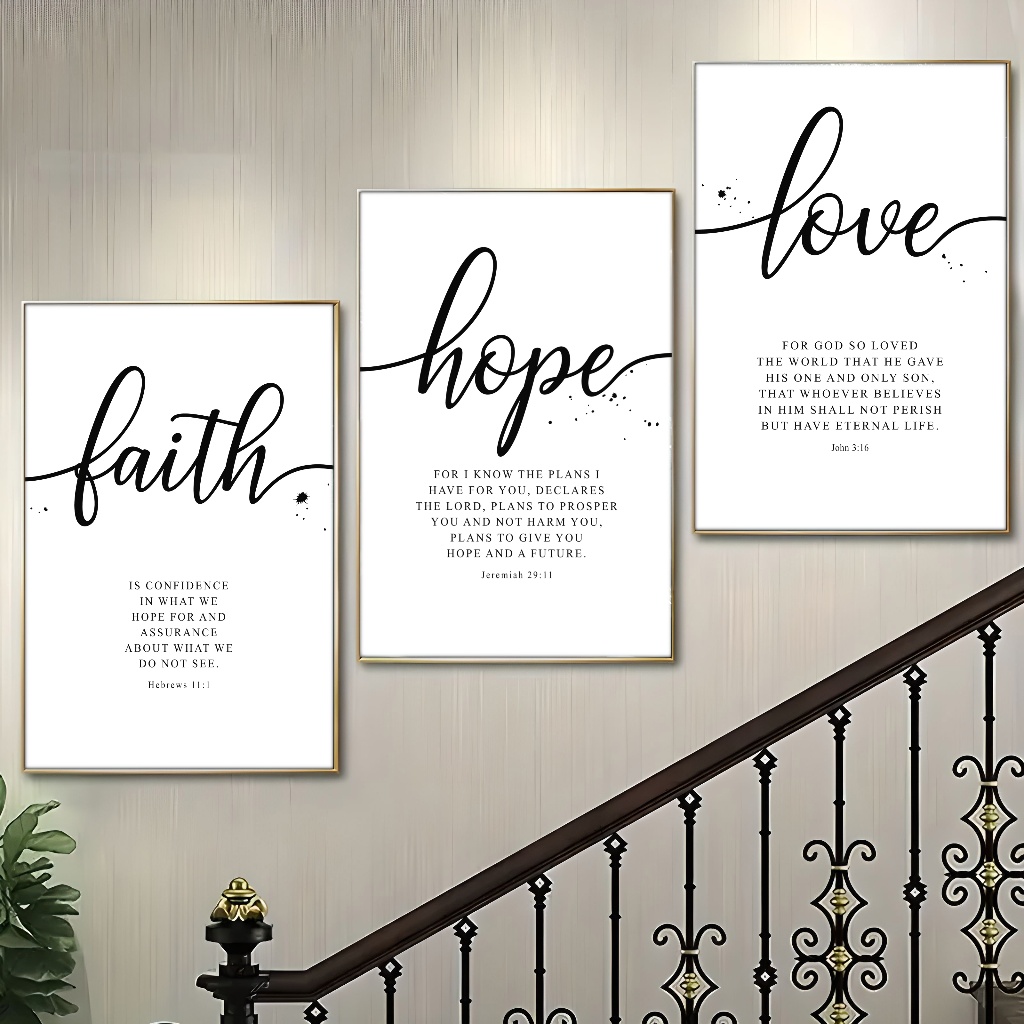 faith
IS CONFIDENCE
IN WHAT WE
HOPE FOR AND
ASSURANCE
ABOUT WHAT WE
DO NOT SEE.
Hebrews 11:1
hope
FOR I KNOW THE PLANS I
HAVE FOR YOU, DECLARES
THE LORD, PLANS TO PROSPER
YOU AND NOT HARM YOU,
PLANS TO GIVE YOU
HOPE AND A FUTURE.
Jeremiah 29:11
love
FOR GOD SO LOVED
THE WORLD THAT HE GAVE
HIS ONE AND ONLY SON,
THAT WHOEVER BELIEVES
IN HIM SHALL NOT PERISH
BUT HAVE ETERNAL LIFE.
John 3:16